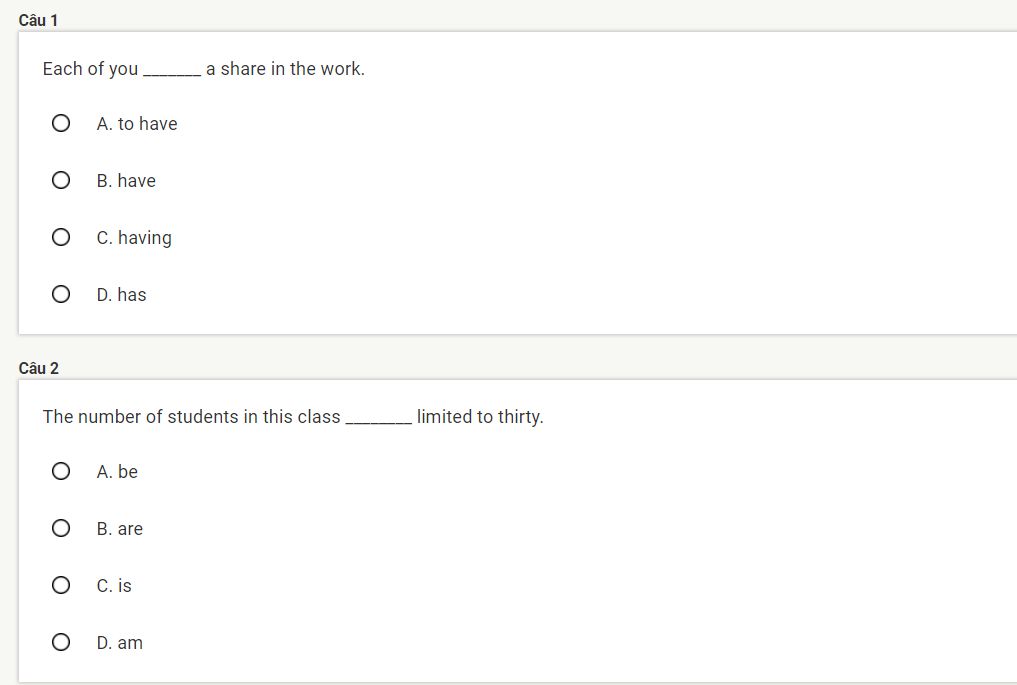 Câu 1
Each of you _______ a share in the work.
A. to have
B. have
C. having
D. has
Câu 2
The number of students in this class ________ limited to thirty.
A. be
B. are
C. is
D. am